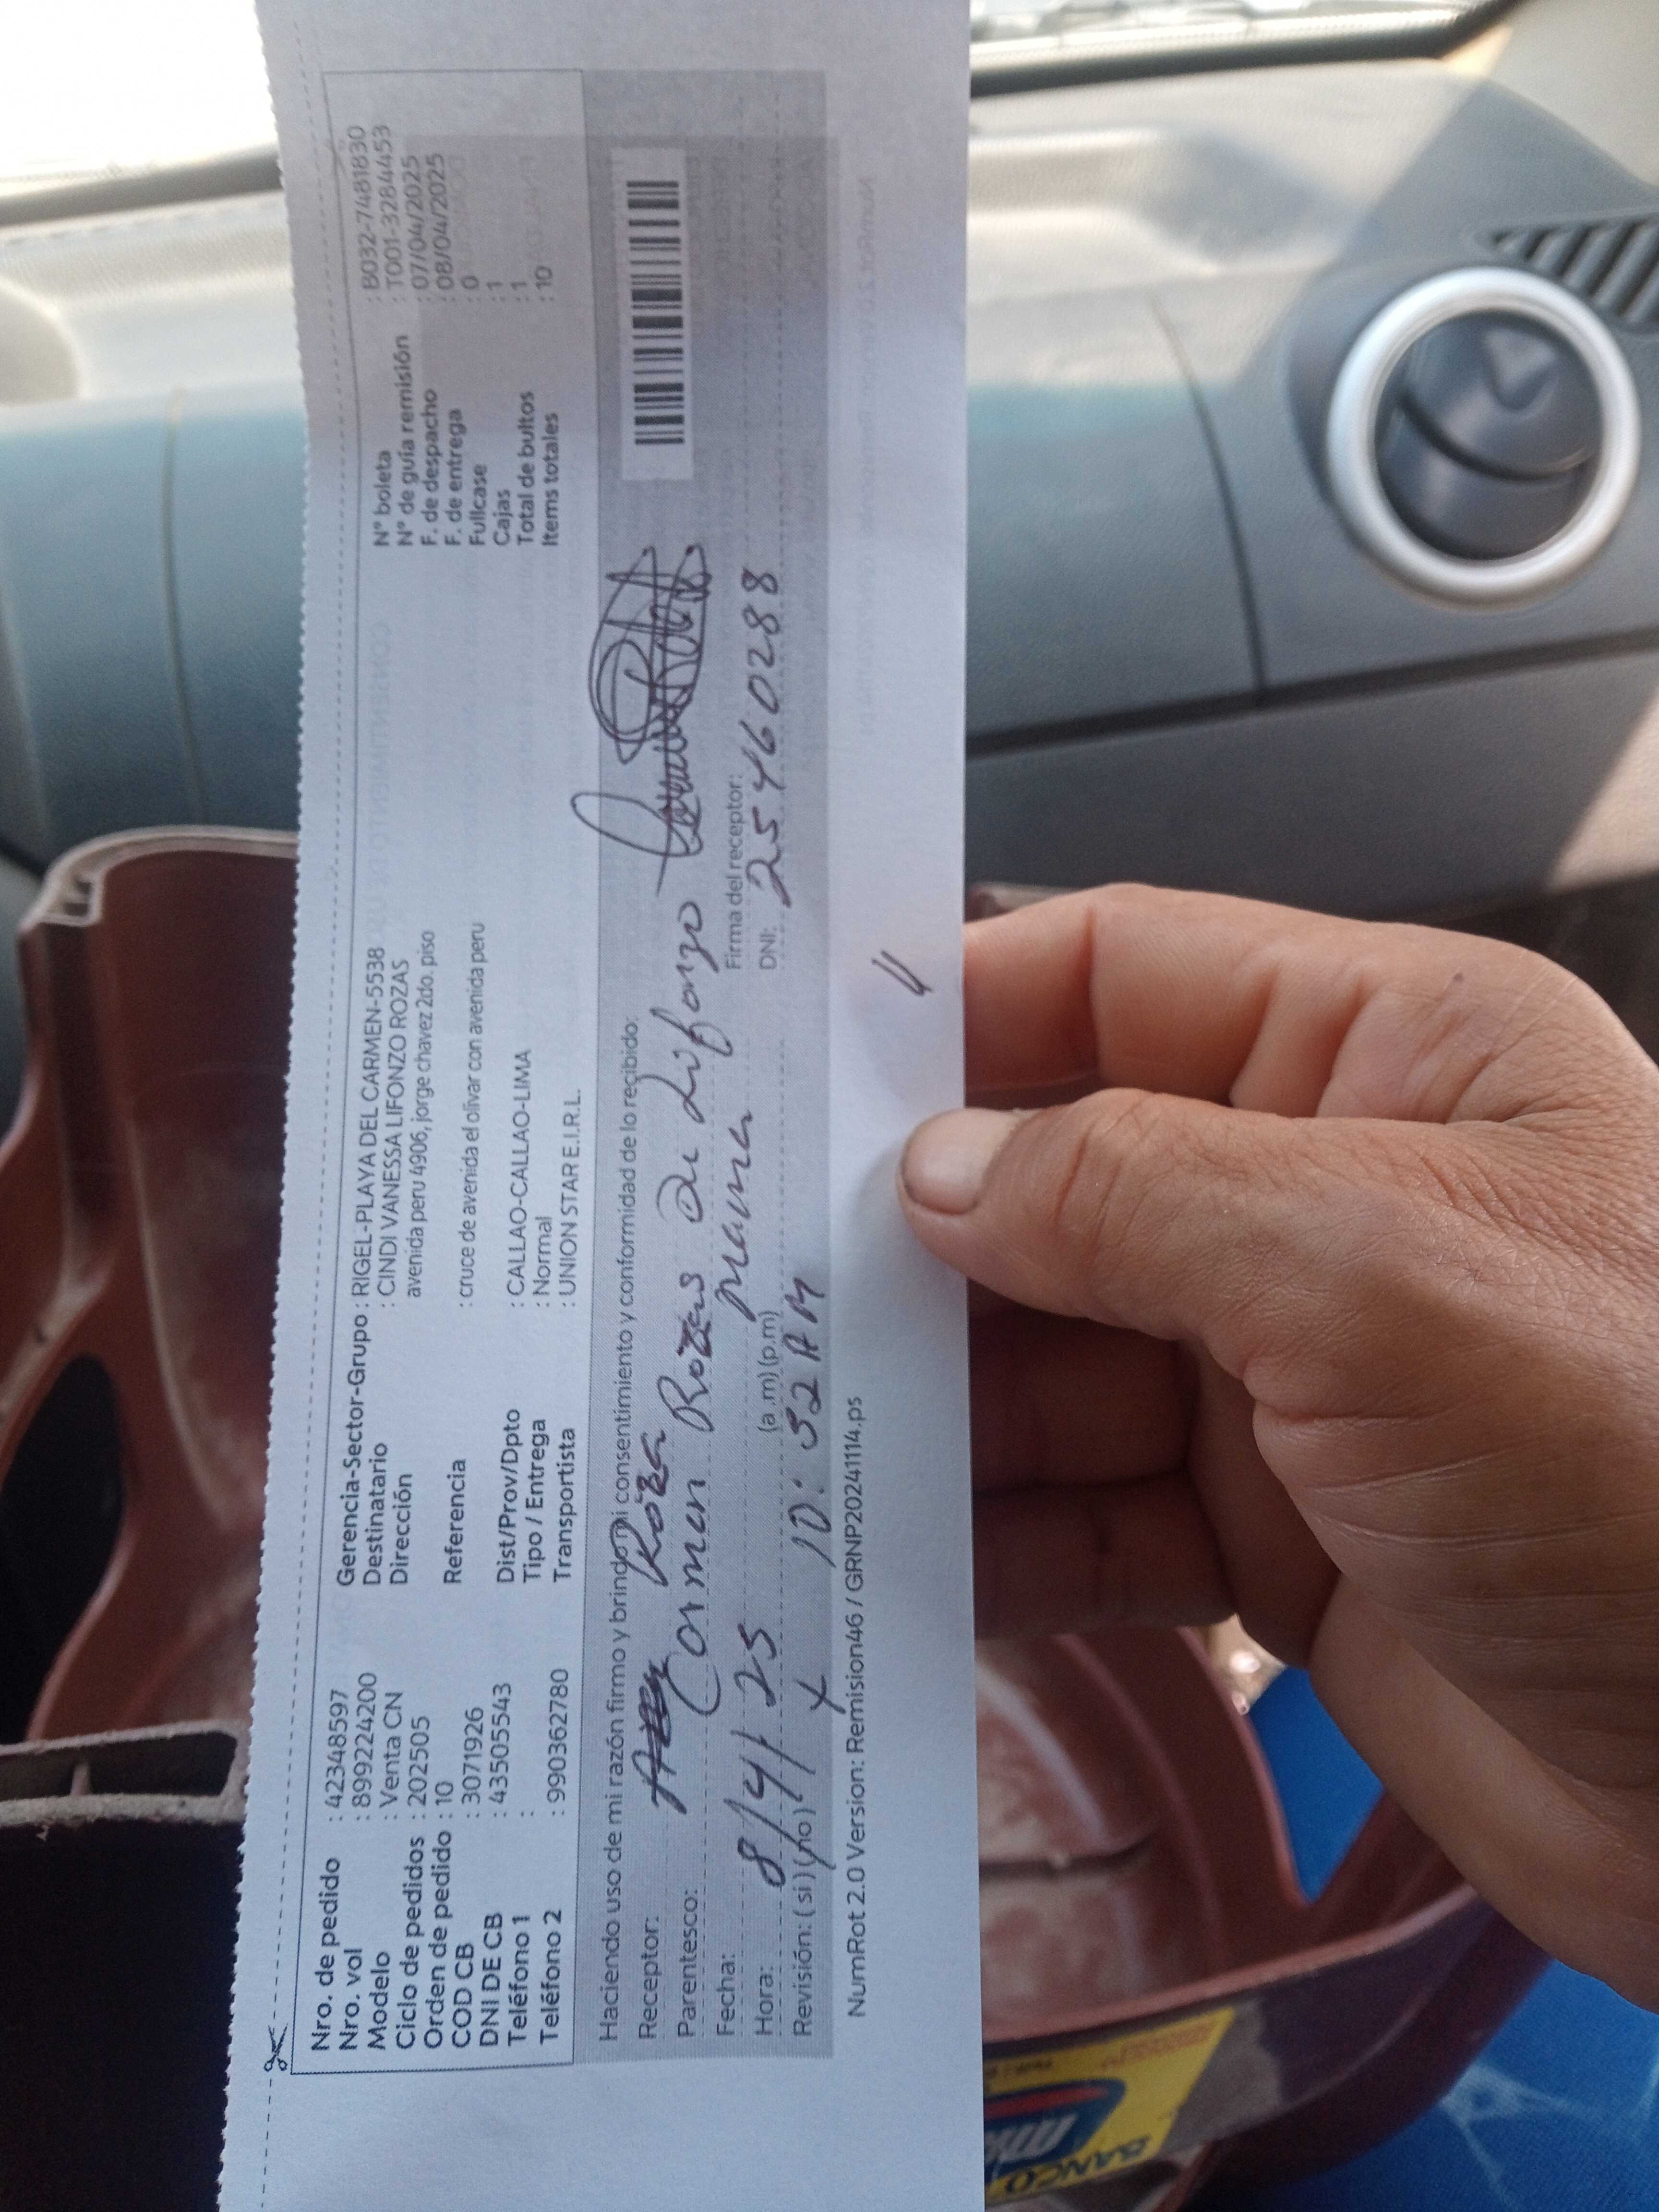 Nro. de pedido : 42348597
Nro. vol : 8992224200
Modelo : Venta CN
Ciclo de pedidos : 202505
Orden de pedido : 10
COD CB : 3071926
DNI DE CB : 43505543
Teléfono 1 :
Teléfono 2 : 990362780
Gerencia-Sector-Grupo : RIGEL-PLAYA DEL CARMEN-5538
Destinatario : CINDI VANESSA LIFONZO ROZAS
Dirección avenida peru 4906, jorge chavez 2do. piso
Referencia : cruce de avenida el olivar con avenida peru
Dist/Prov/Dpto : CALLAO-CALLAO-LIMA
Tipo / Entrega : Normal
Transportista : UNION STAR E.I.R.L.
N° boleta : B032-7481830
N° de guía remisión : T001-3284453
F. de despacho : 07/04/2025
F. de entrega : 08/04/2025
Fullcase : 0
Cajas : 1
Total de bultos : 1
Items totales : 10
Haciendo uso de mi razón firmo y brindo mi consentimiento y conformidad de lo recibido:
Receptor: Roza
Parentesco: Carmen Rozas de Lifonzo
mama
Firma del receptor:
Fecha: 8/4/25
DNI: 25460288
Hora: (a.m) (p.m)
10:52 AM
Revisión: ( si ) ( no )
NumRot 2.0 Version: Remision46 / GRNP20241114.ps
BANCO